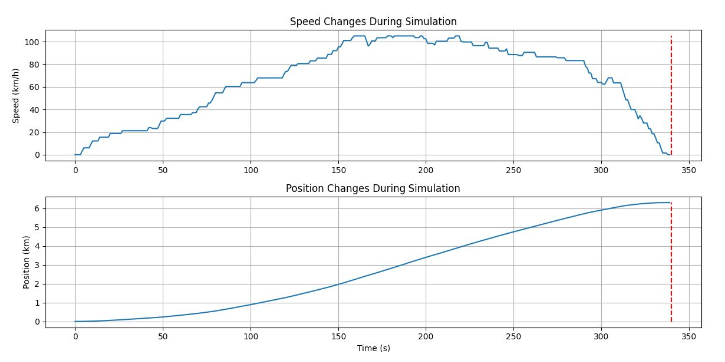 Speed Changes During Simulation
Speed (km/h)
100
80
60
40
20
0
0 50 100 150 200 250 300 350
Position Changes During Simulation
Position (km)
6
5
4
3
2
1
0
0 50 100 150 200 250 300 350
Time (s)